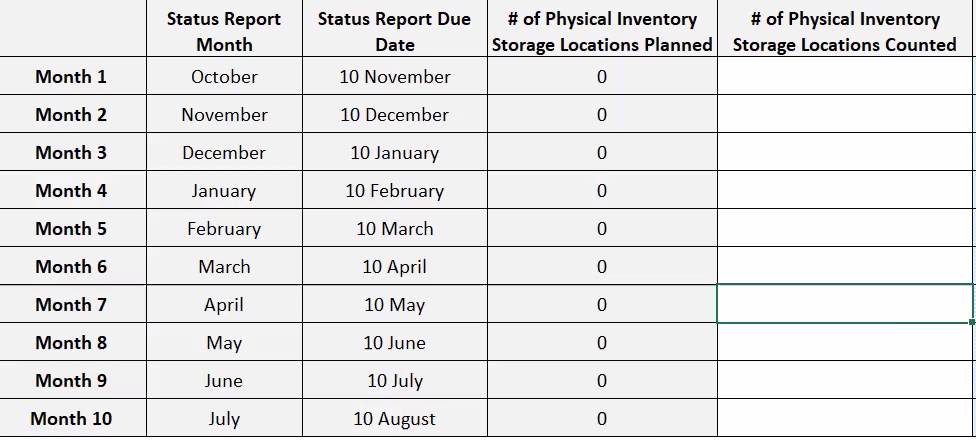 Status Report Month
Status Report Due Date
# of Physical Inventory Storage Locations Planned
# of Physical Inventory Storage Locations Counted
Month 1 October 10 November 0
Month 2 November 10 December 0
Month 3 December 10 January 0
Month 4 January 10 February 0
Month 5 February 10 March 0
Month 6 March 10 April 0
Month 7 April 10 May 0
Month 8 May 10 June 0
Month 9 June 10 July 0
Month 10 July 10 August 0